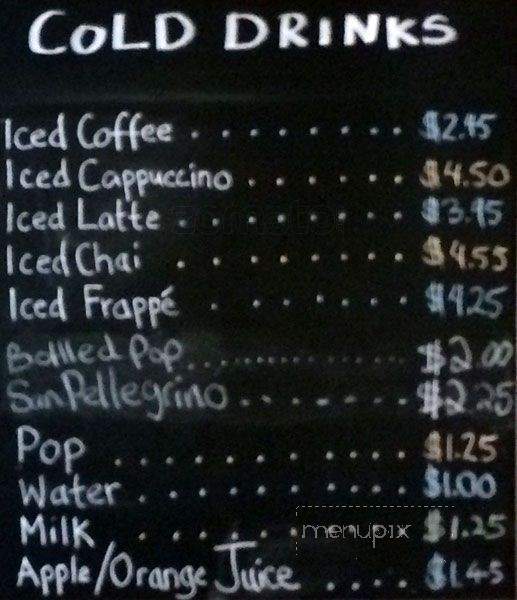 COLD DRINKS
Iced Coffee . . . . . . . . $2.45
Iced Cappuccino . . . . . . $4.50
Iced Latte . . . . . . . . $3.45
Iced Chai . . . . . . . $4.55
Iced Frappé . . . . . . $4.25
Bottled Pop . . . . . . . . $2.00
San Pellegrino . . . . . . $2.25
Pop . . . . . . . . . . $1.25
Water . . . . . . . . . $1.00
Milk . . . . . . . . $1.25
menupix
Apple/Orange Juice . . . . $1.45